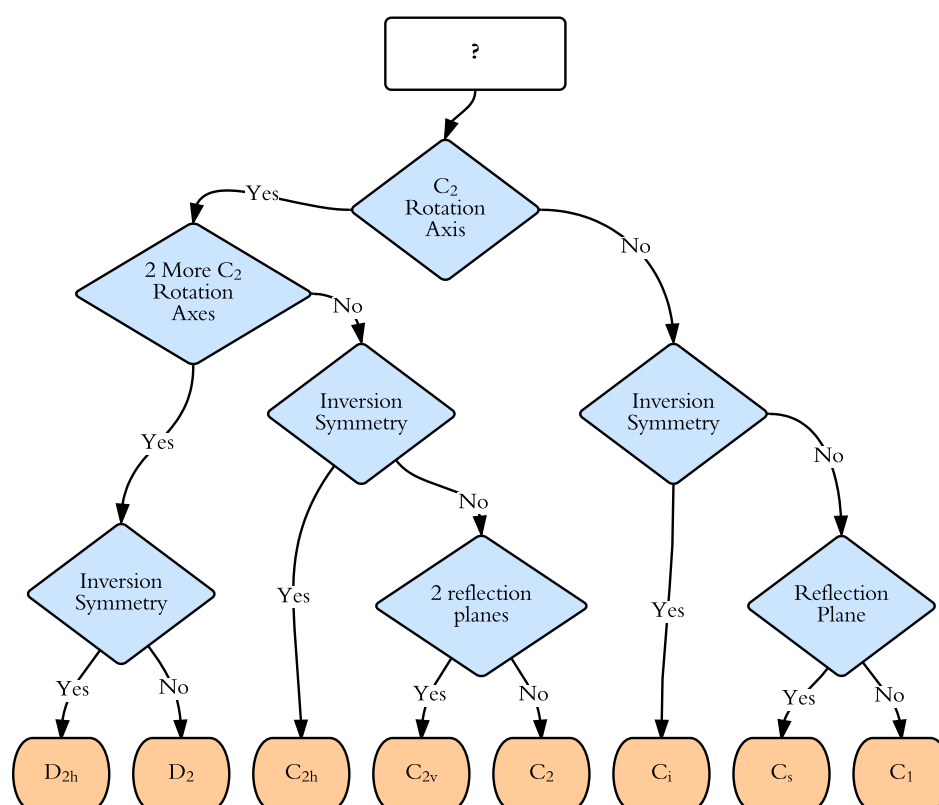 ?
C₂
Rotation
Axis
Yes
No
2 More C₂
Rotation
Axes
No
Inversion
Symmetry
Inversion
Symmetry
Yes
No
No
Inversion
Symmetry
2 reflection
planes
Reflection
Plane
Yes
Yes
Yes
No
Yes
No
Yes
No
D₂ₕ
D₂
C₂ₕ
C₂ᵥ
C₂
Cᵢ
Cₛ
C₁